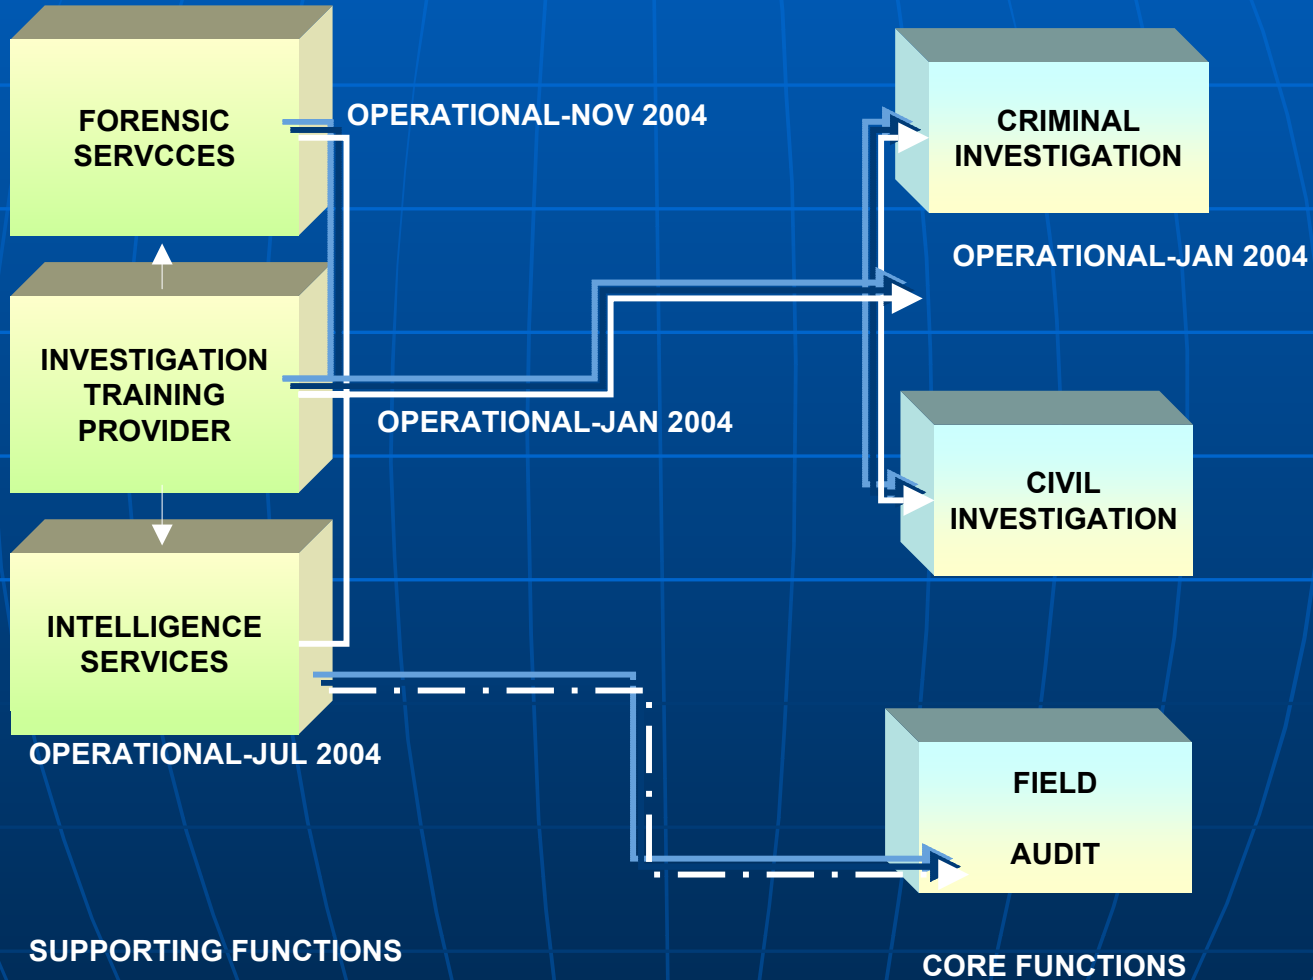 FORENSIC
SERVCCES
OPERATIONAL-NOV 2004
CRIMINAL
INVESTIGATION
OPERATIONAL-JAN 2004
INVESTIGATION
TRAINING
PROVIDER
OPERATIONAL-JAN 2004
CIVIL
INVESTIGATION
INTELLIGENCE
SERVICES
OPERATIONAL-JUL 2004
FIELD
AUDIT
SUPPORTING FUNCTIONS
CORE FUNCTIONS